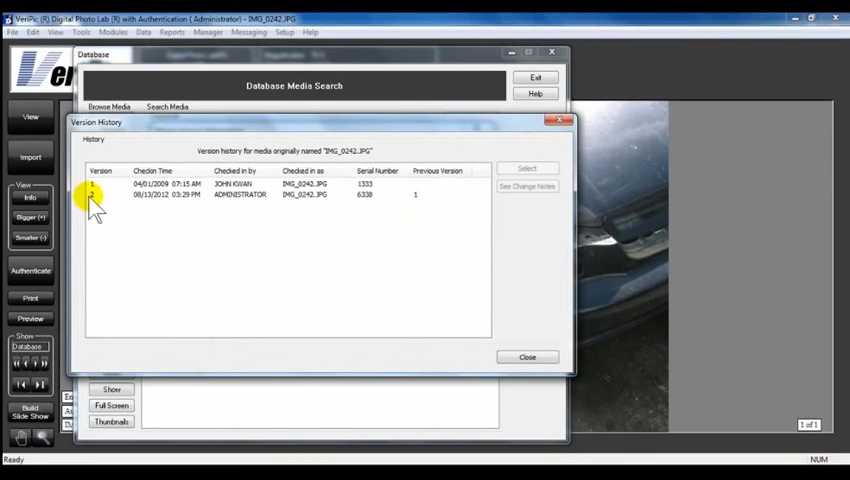 VeriPic (R) Digital Photo Lab (R) with Authentication ( Administrator) - IMG_0242.JPG
File Edit View Tools Modules Data Reports Manager Messaging Setup Help
Database
Database Media Search
Exit
Help
Browse Media Search Media
View
Import
View
Info
Bigger (+)
Smaller (-)
Authenticate
Print
Preview
Show
Database
Build
Slide Show
Version History
History
Version history for media originally named "IMG_0242.JPG"
Version Checkin Time Checked in by Checked in as Serial Number Previous Version
1 04/01/2009 07:15 AM JOHN KWAN IMG_0242.JPG 1333
2 08/13/2012 03:29 PM ADMINISTRATOR IMG_0242.JPG 6338 1
Select
See Change Notes
Close
Show
Full Screen
Thumbnails
1 of 1
Ready
NUM